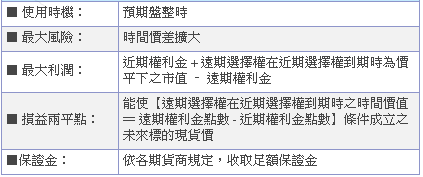 ■ 使用時機： 預期盤整時
■ 最大風險： 時間價差擴大
■ 最大利潤： 近期權利金＋遠期選擇權在近期選擇權到期時為價
平下之市值 － 遠期權利金
■ 損益兩平點： 能使【遠期選擇權在近期選擇權到期時之時間價值
＝遠期權利金點數 - 近期權利金點數】條件成立之
未來標的現貨價
■保證金： 依各期貨商規定，收取足額保證金